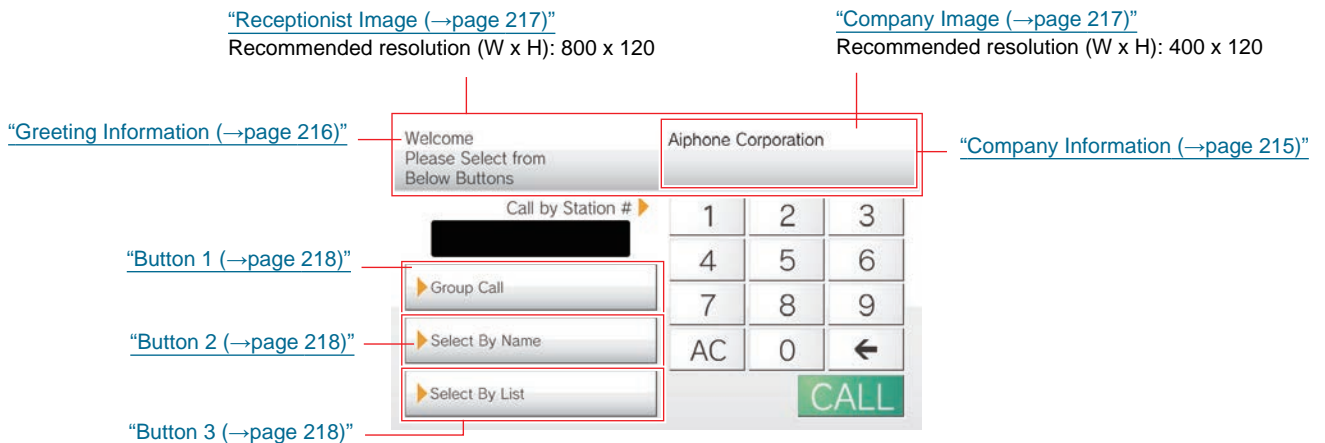 “Receptionist Image (→page 217)”
Recommended resolution (W x H): 800 x 120
“Company Image (→page 217)”
Recommended resolution (W x H): 400 x 120
“Greeting Information (→page 216)”
Welcome
Please Select from
Below Buttons
Aiphone Corporation
“Company Information (→page 215)”
Call by Station #
1 2 3
“Button 1 (→page 218)”
4 5 6
Group Call
7 8 9
“Button 2 (→page 218)”
Select By Name
AC 0 ←
Select By List
CALL
“Button 3 (→page 218)”